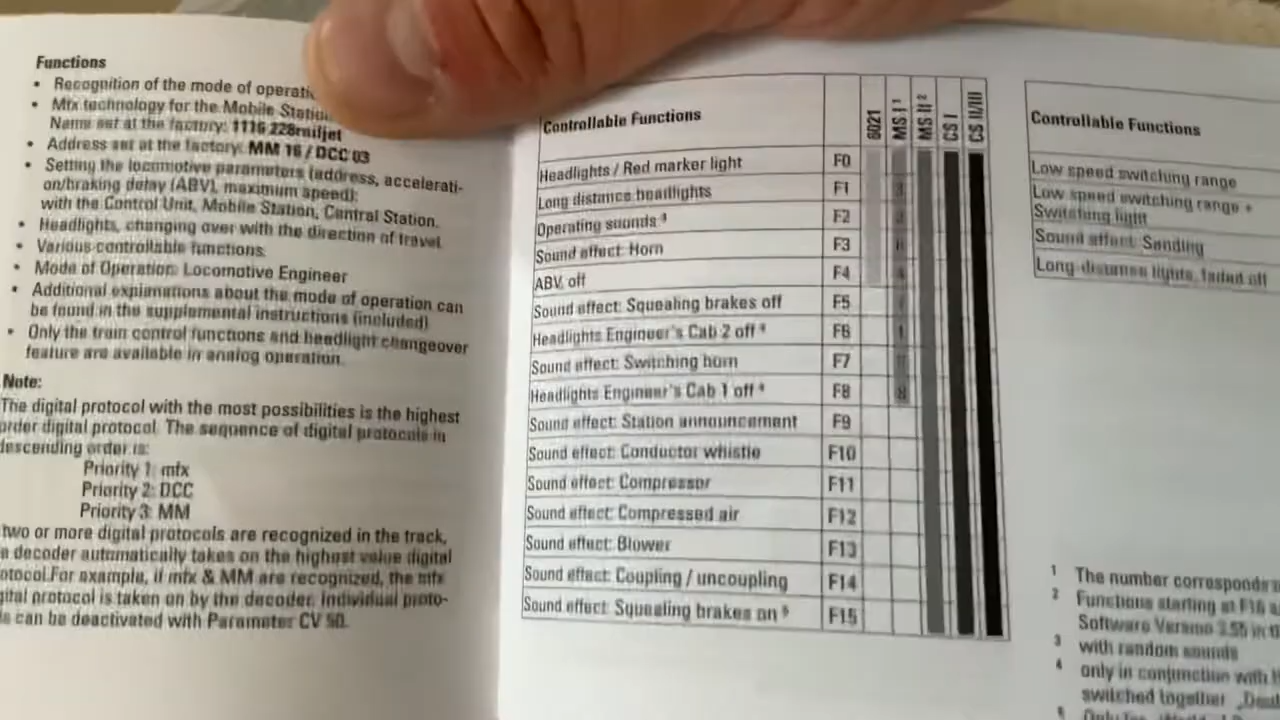 Functions
• Recognition of the mode of
• Mfx technology for the Mobile
Name set at the factory: 1116 228railjet
• Address set at the factory: MM 16 / DCC 03
• Setting the locomotive parameters (address, accelerati-
on/braking delay (ABV), maximum speed):
with the Control Unit, Mobile Station, Central Station.
• Headlights, changing over with the direction of travel.
• Various controllable functions.
• Mode of Operation: Locomotive Engineer
• Additional explanations about the mode of operation can
be found in the supplemental instructions (included).
• Only the train control functions and headlight changeover
feature are available in analog operation.
Note:
The digital protocol with the most possibilities is the highest
order digital protocol. The sequence of digital protocols in
descending order is:
Priority 1: mfx
Priority 2: DCC
Priority 3: MM
two or more digital protocols are recognized in the track,
decoder automatically takes on the highest value digital
For example, if mfx & MM are recognized, the mfx
protocol is taken on by the decoder. Individual proto-
can be deactivated with Parameter CV 50.
Controllable Functions 6021 MS I ¹ MS II ² CS I CS II/III
Headlights / Red marker light F0
Long distance headlights F1
Operating sounds ³ F2
Sound effect: Horn F3
ABV, off F4
Sound effect: Squealing brakes off F5
Headlights Engineer's Cab 2 off ⁴ F6
Sound effect: Switching horn F7
Headlights Engineer's Cab 1 off ⁴ F8 8
Sound effect: Station announcement F9
Sound effect: Conductor whistle F10
Sound effect: Compressor F11
Sound effect: Compressed air F12
Sound effect: Blower F13
Sound effect: Coupling / uncoupling F14
Sound effect: Squealing brakes on ⁵ F15
Controllable Functions
Low speed switching range
Low speed switching range +
Switching light
Sound effect: Sanding
Long-distance lights, faded off
¹ The number corresponds
² Functions starting at F16
Software
³ with random sounds
⁴ only in conjunction with
switched together